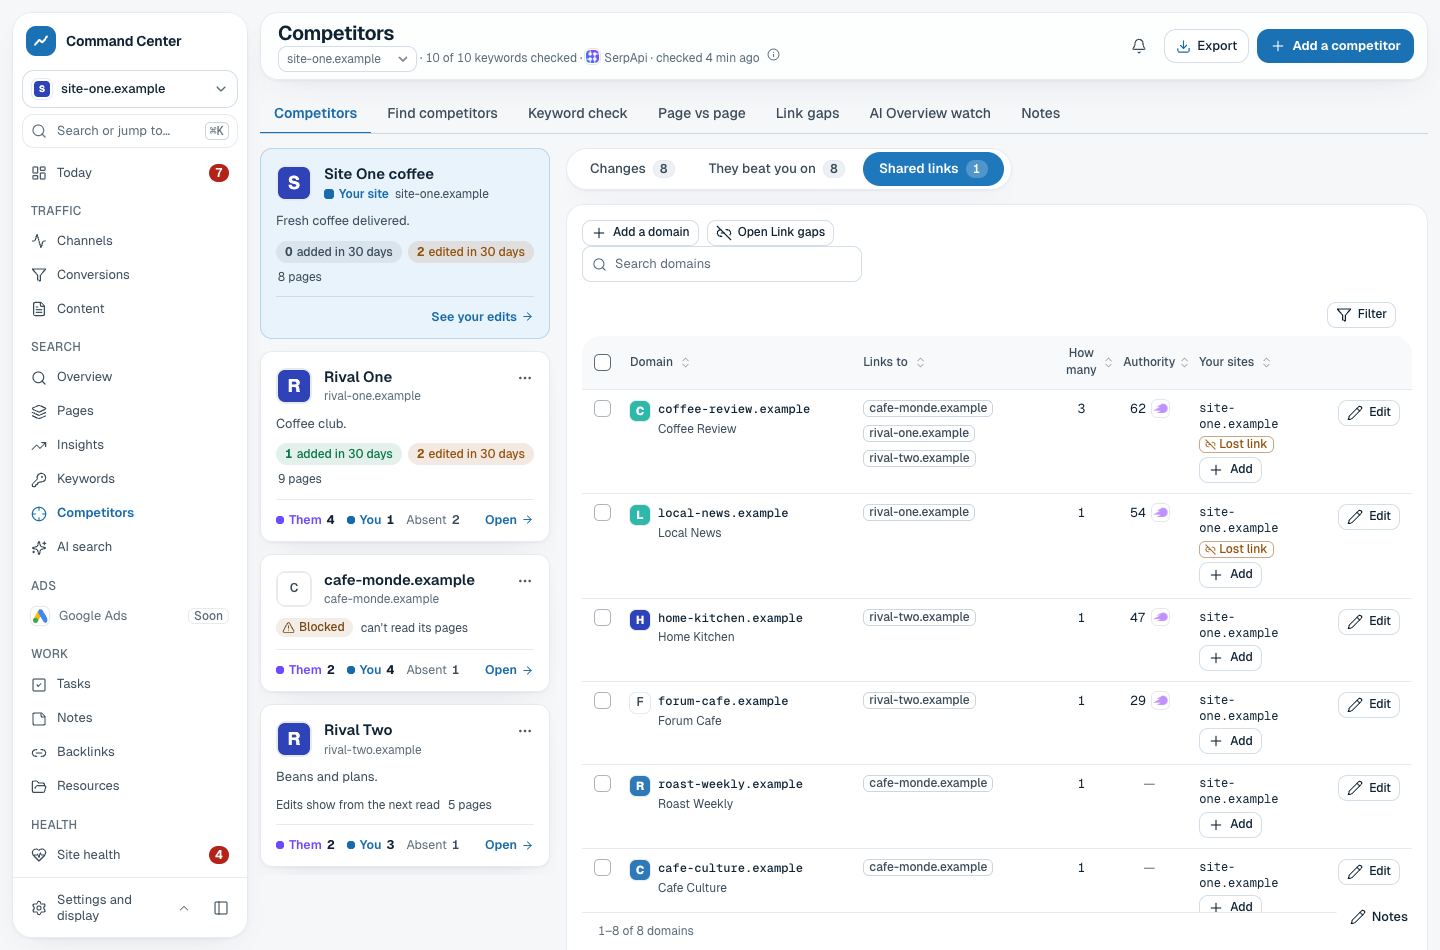 Command Center
S site-one.example
Search or jump to... ⌘K
Today 7
TRAFFIC
Channels
Conversions
Content
SEARCH
Overview
Pages
Insights
Keywords
Competitors
AI search
ADS
Google Ads Soon
WORK
Tasks
Notes
Backlinks
Resources
HEALTH
Site health 4
Settings and
display
Competitors
site-one.example · 10 of 10 keywords checked · SerpApi · checked 4 min ago
Export
Add a competitor
Competitors Find competitors Keyword check Page vs page Link gaps AI Overview watch Notes
S Site One coffee
Your site site-one.example
Fresh coffee delivered.
0 added in 30 days 2 edited in 30 days
8 pages
See your edits →
R Rival One
rival-one.example
Coffee club.
1 added in 30 days 2 edited in 30 days
9 pages
Them 4 You 1 Absent 2 Open →
C cafe-monde.example
cafe-monde.example
Blocked can't read its pages
Them 2 You 4 Absent 1 Open →
R Rival Two
rival-two.example
Beans and plans.
Edits show from the next read 5 pages
Them 2 You 3 Absent 1 Open →
Changes 8 They beat you on 8 Shared links 1
Add a domain Open Link gaps
Search domains
Filter
Domain Links to How many Authority Your sites
C coffee-review.example cafe-monde.example 3 62 site-one.example Edit
Coffee Review rival-one.example Lost link
rival-two.example Add
L local-news.example rival-one.example 1 54 site-one.example Edit
Local News Lost link
Add
H home-kitchen.example rival-two.example 1 47 site-one.example Edit
Home Kitchen Add
F forum-cafe.example rival-two.example 1 29 site-one.example Edit
Forum Cafe Add
R roast-weekly.example cafe-monde.example 1 — site-one.example Edit
Roast Weekly Add
C cafe-culture.example cafe-monde.example 1 — site-one.example Edit
Cafe Culture Add
1–8 of 8 domains
Notes